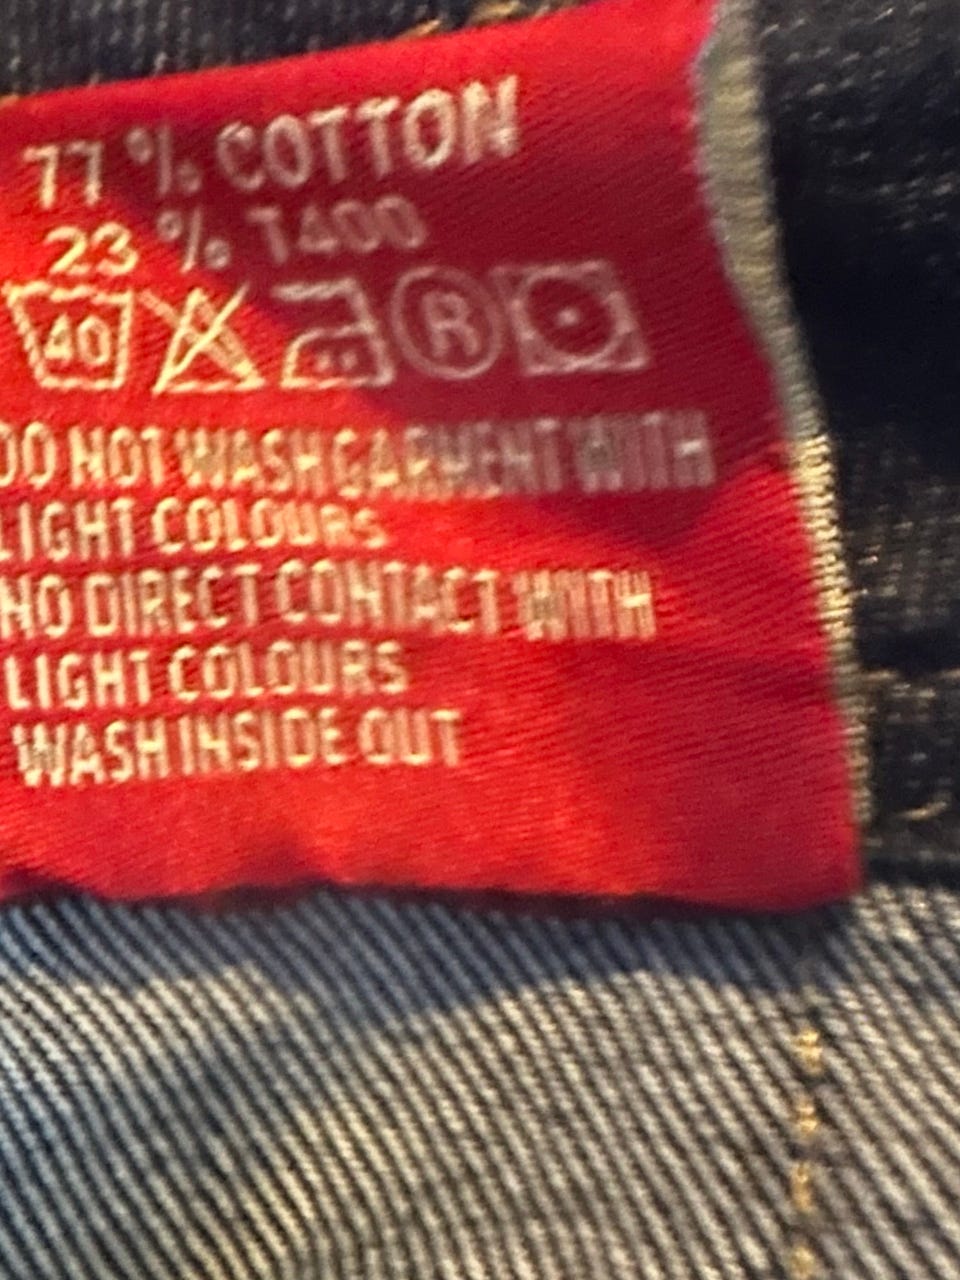 77 % COTTON
23 % T400
40 R
DO NOT WASH GARMENT WITH
LIGHT COLOURS
NO DIRECT CONTACT WITH
LIGHT COLOURS
WASH INSIDE OUT